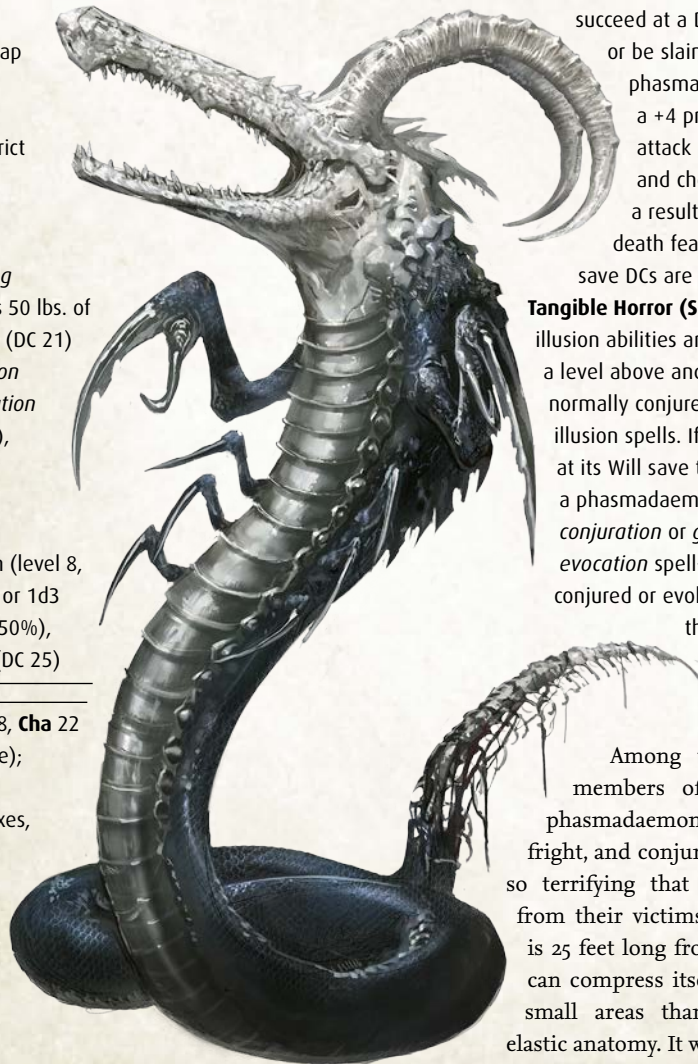 ap
rict
g
s 50 lbs. of
(DC 21)
on
tion
),
n (level 8,
or 1d3
50%),
(DC 25)
8, Cha 22
e);
xes,
succeed at a D
or be slain
phasma
a +4 pr
attack
and ch
a result
death fea
save DCs are
Tangible Horror (S
illusion abilities ar
a level above and
normally conjure
illusion spells. If
at its Will save t
a phasmadaem
conjuration or g
evocation spell
conjured or evok
th
Among
members of
phasmadaemon
fright, and conjur
so terrifying that
from their victims
is 25 feet long fro
can compress itse
small areas than
elastic anatomy. It w